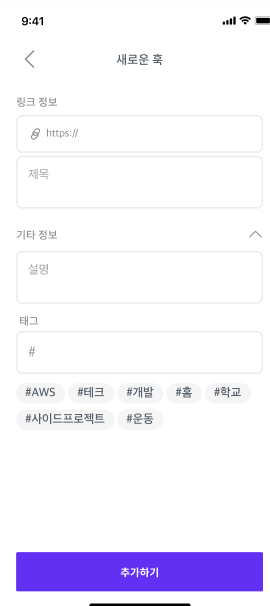 9:41
새로운 훅
링크 정보
https://
제목
기타 정보
설명
태그
#
#AWS #테크 #개발 #홈 #학교
#사이드프로젝트 #운동
추가하기